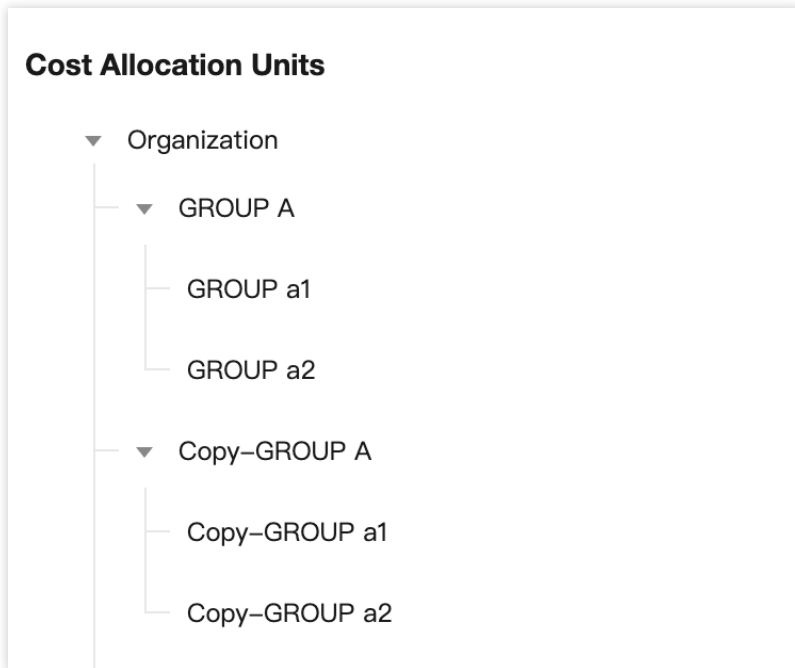 Cost Allocation Units
Organization
GROUP A
GROUP a1
GROUP a2
Copy–GROUP A
Copy–GROUP a1
Copy–GROUP a2